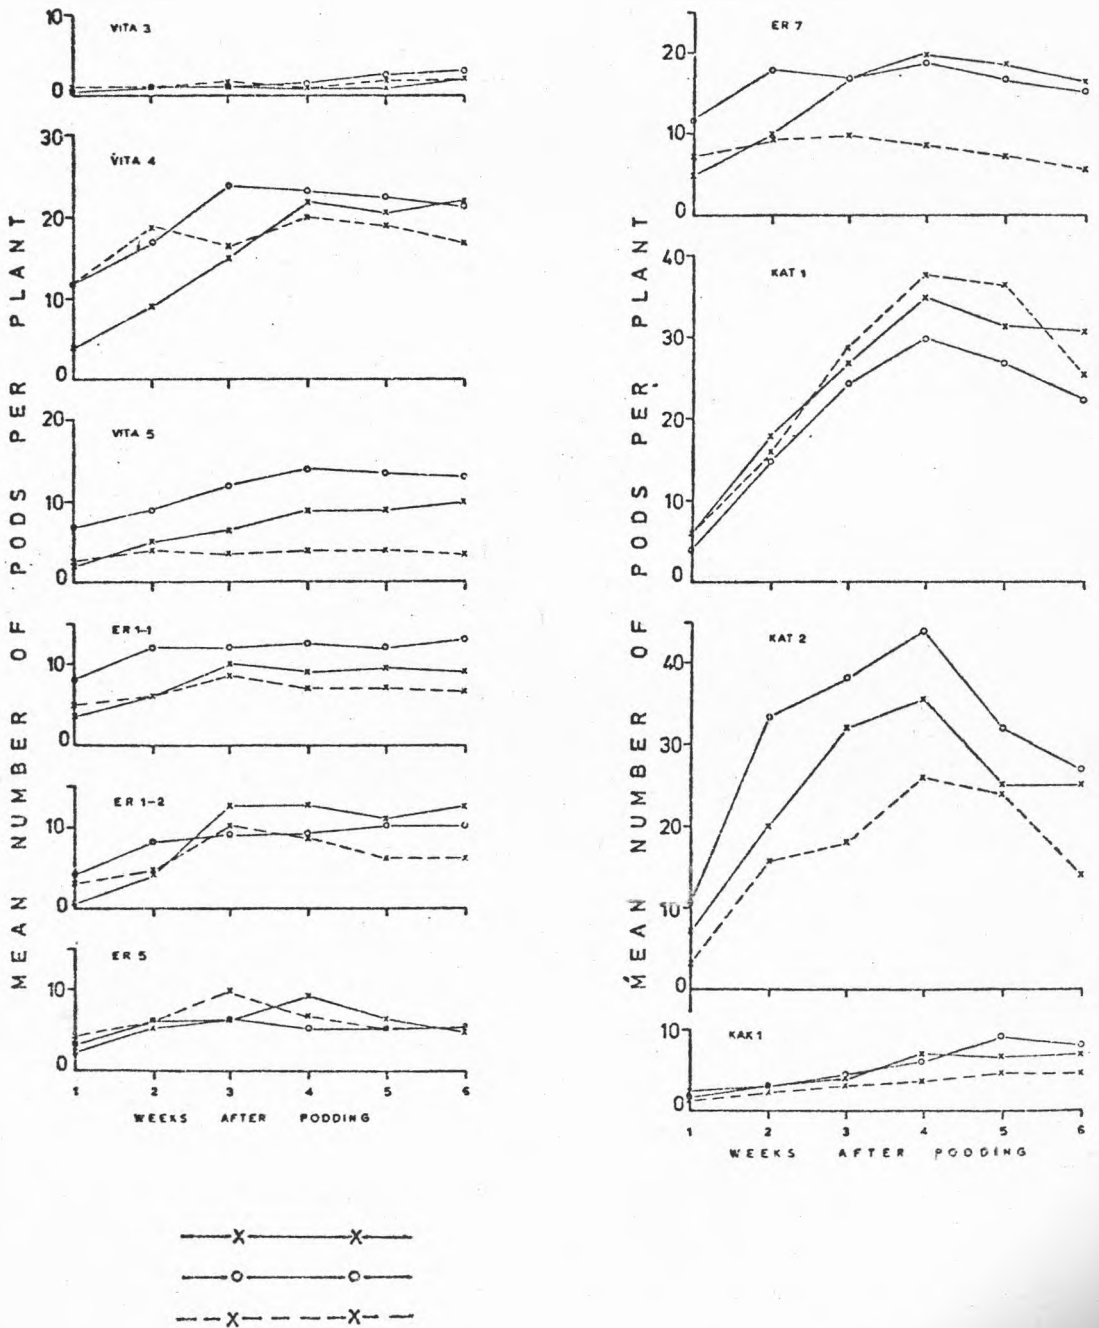 MEAN NUMBER OF PODS PER PLANT
VITA 3
10
0
VITA 4
30
20
10
0
VITA 5
20
10
0
ER 1-1
10
0
ER 1-2
10
0
ER 5
10
0
1 2 3 4 5 6
WEEKS AFTER PODDING
MEAN NUMBER OF PODS PER PLANT
ER 7
20
10
0
KAT 1
40
30
20
10
0
KAT 2
40
30
20
10
0
KAK 1
10
0
1 2 3 4 5 6
WEEKS AFTER PODDING